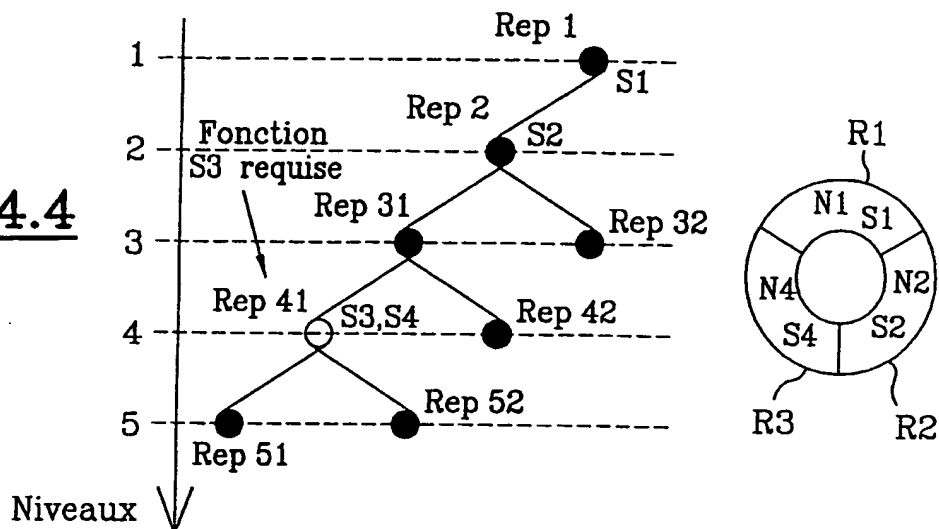 Rep 1
1
S1
Rep 2
S2
Fonction
S3 requise
2
R1
4.4
Rep 31
Rep 32
N1 S1
3
N4
N2
Rep 41
S3,S4
Rep 42
S4
S2
4
Rep 52
R3
R2
5
Rep 51
Niveaux